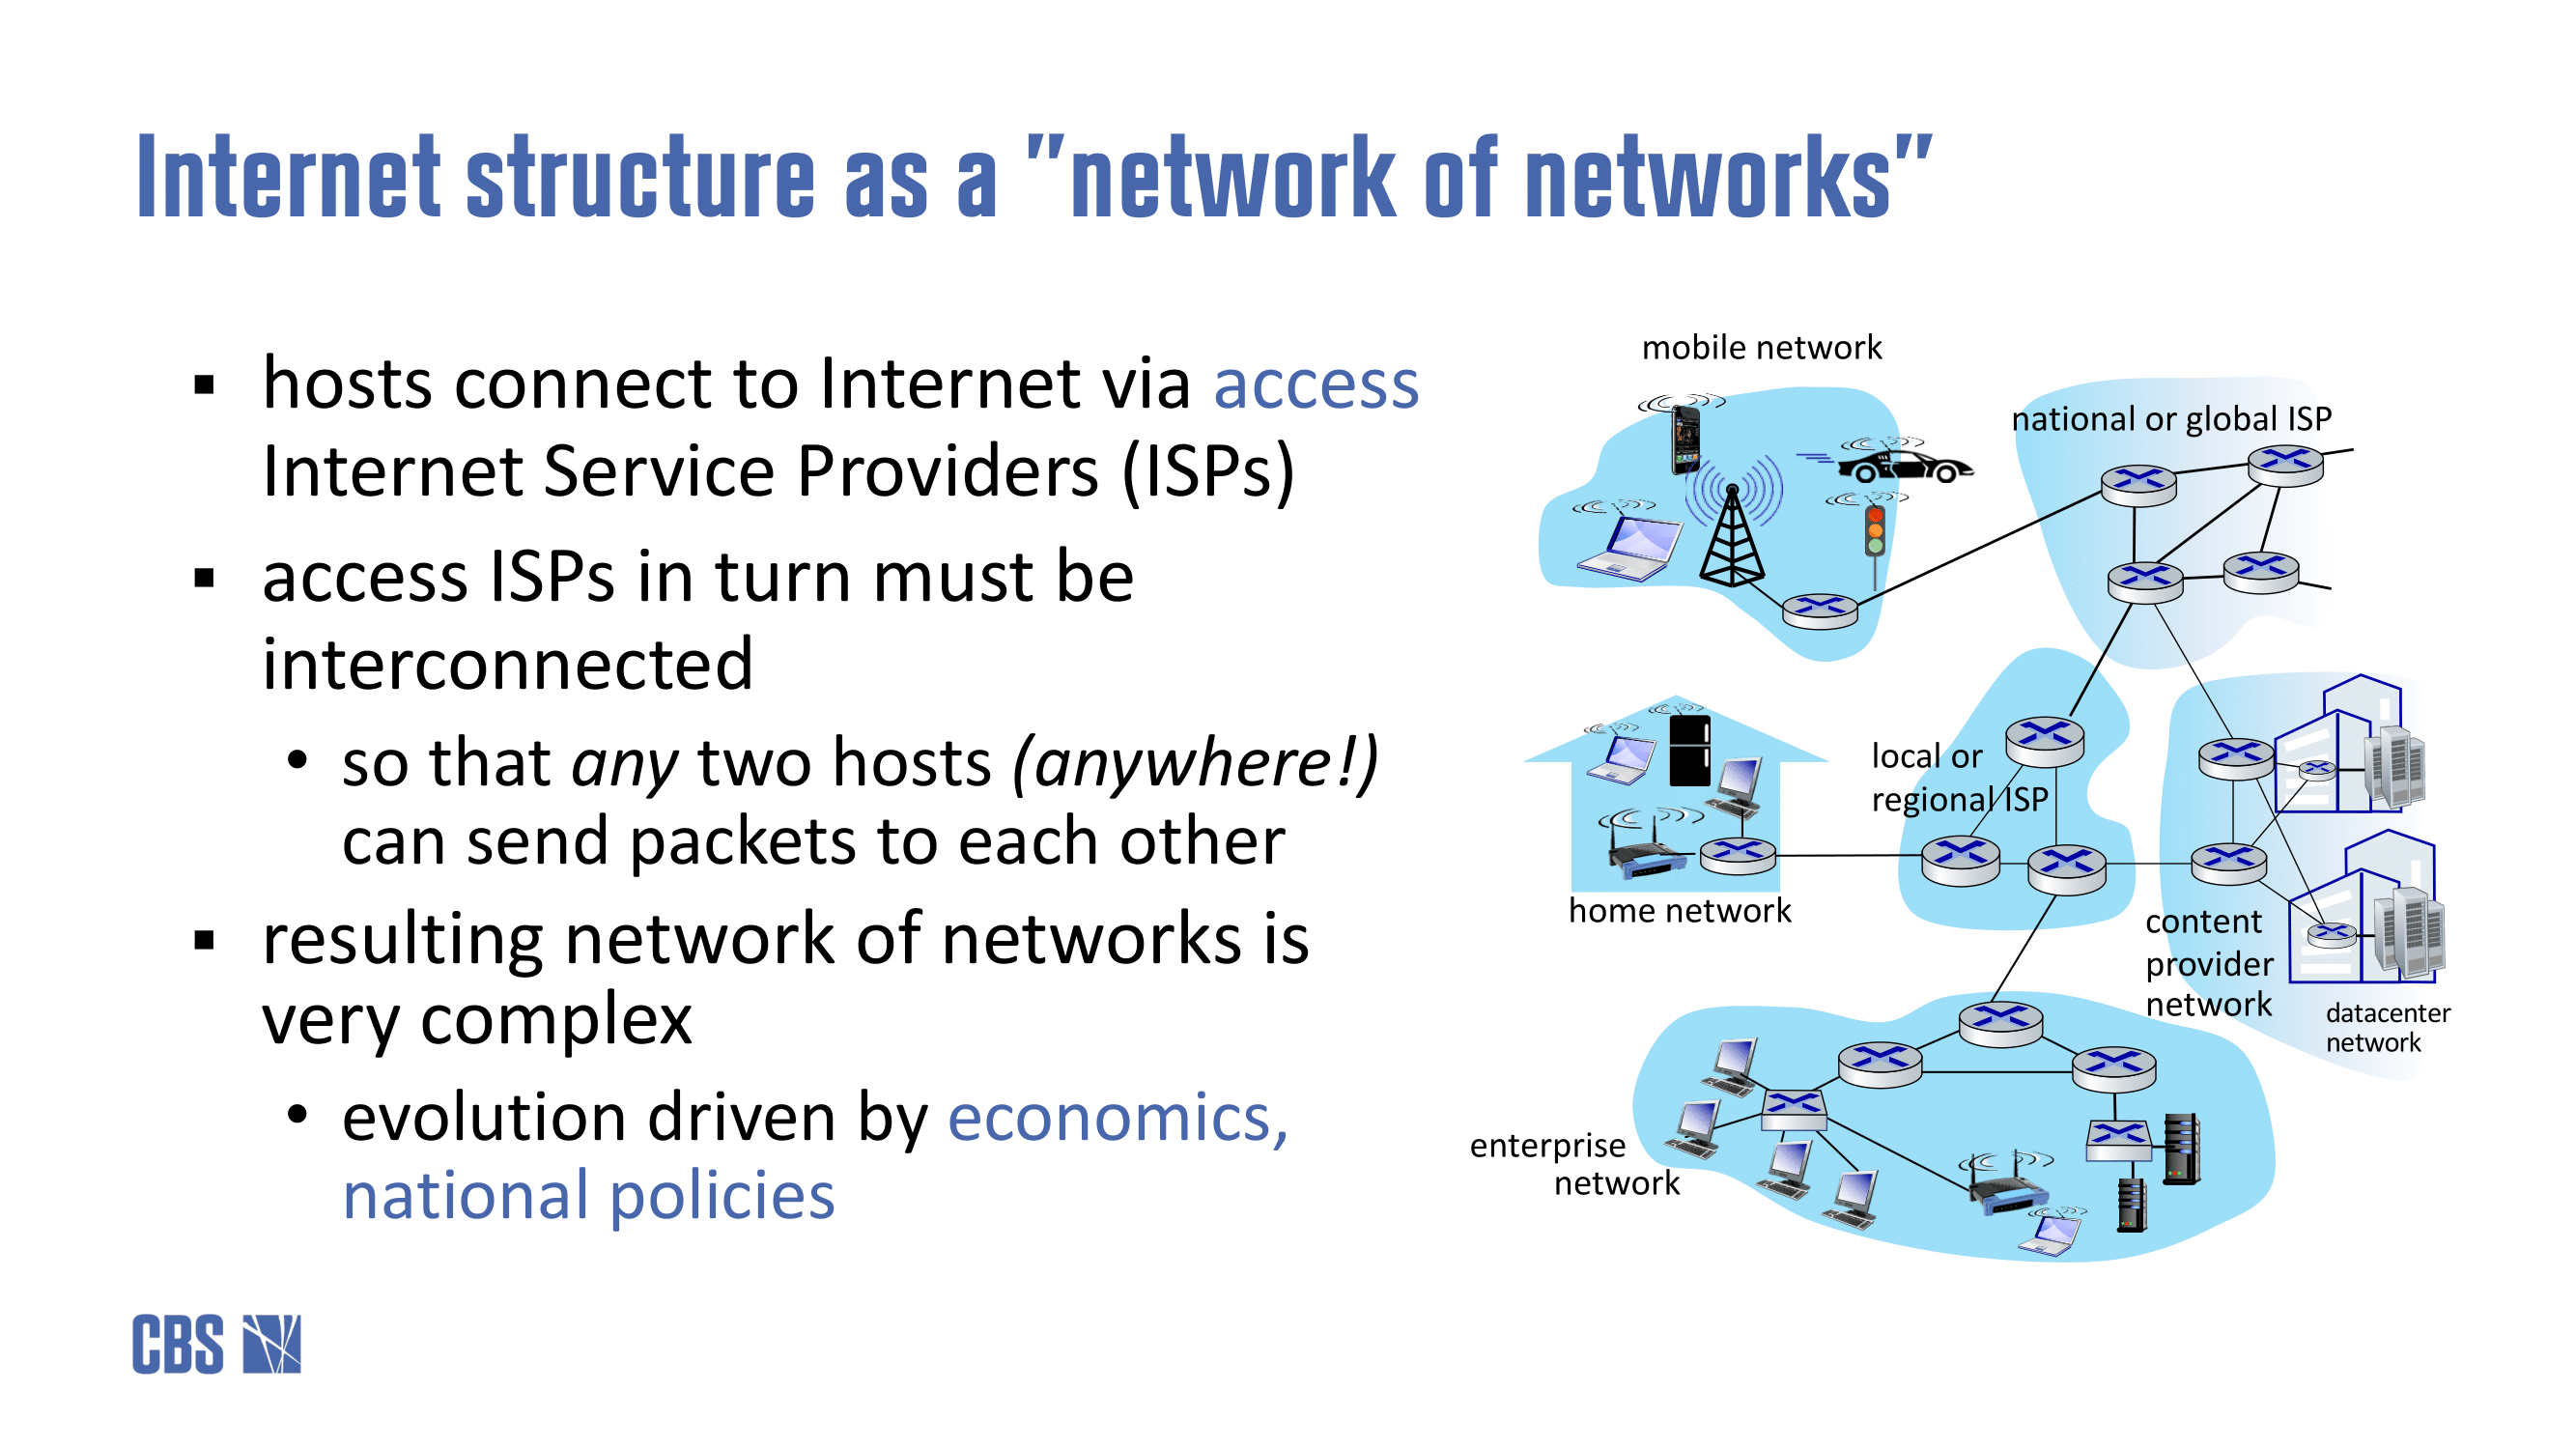 Internet structure as a "network of networks"
▪ hosts connect to Internet via access
Internet Service Providers (ISPs)
▪ access ISPs in turn must be
interconnected
• so that any two hosts (anywhere!)
can send packets to each other
▪ resulting network of networks is
very complex
• evolution driven by economics,
national policies
mobile network
national or global ISP
local or
regional ISP
home network
content
provider
network
datacenter
network
enterprise
network
CBS